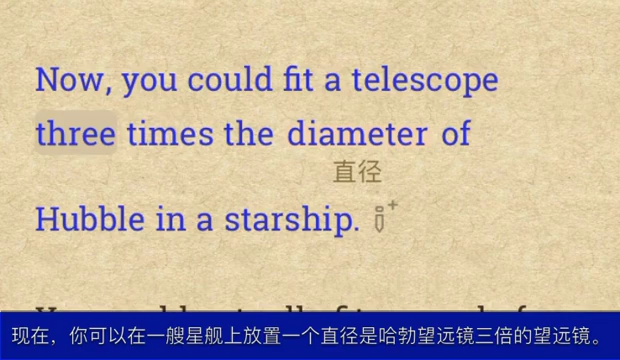 Now, you could fit a telescope
three times the diameter of
直径
Hubble in a starship.
现在，你可以在一艘星舰上放置一个直径是哈勃望远镜三倍的望远镜。